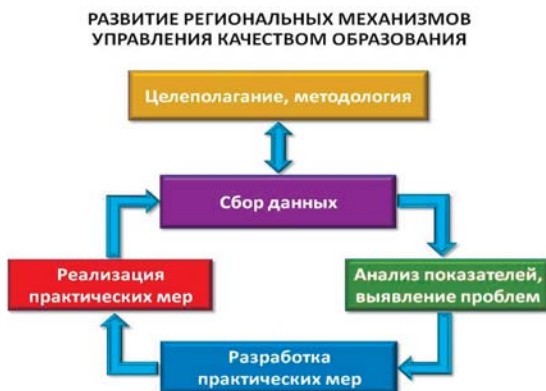 РАЗВИТИЕ РЕГИОНАЛЬНЫХ МЕХАНИЗМОВ
УПРАВЛЕНИЯ КАЧЕСТВОМ ОБРАЗОВАНИЯ
Целеполагание, методология
Сбор данных
Реализация
практических мер
Анализ показателей,
выявление проблем
Разработка
практических мер